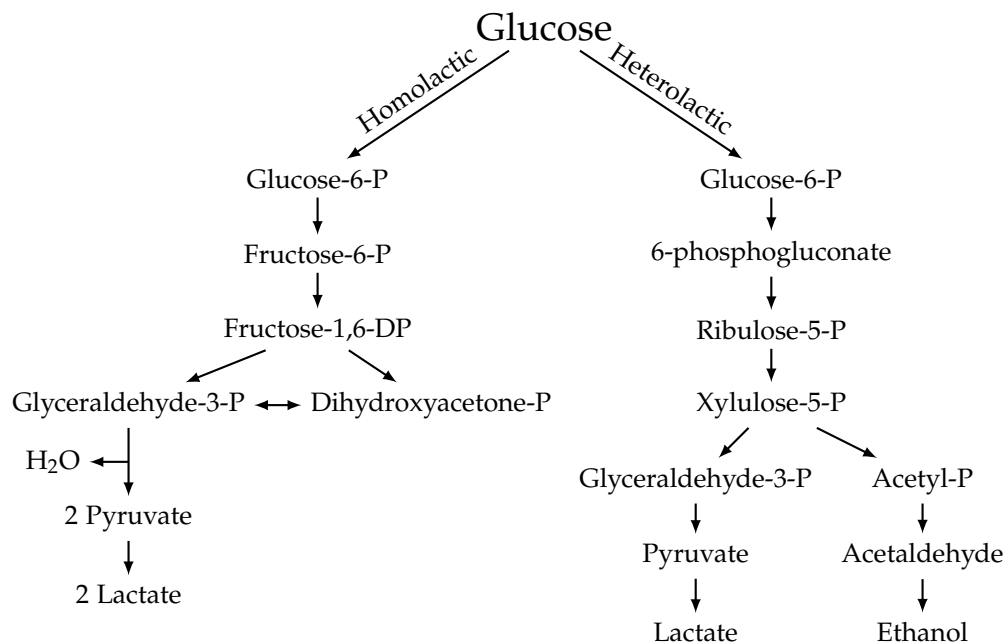 Glucose
Homolactic
Heterolactic
Glucose-6-P
Glucose-6-P
Fructose-6-P
6-phosphogluconate
Fructose-1,6-DP
Ribulose-5-P
Glyceraldehyde-3-P
Dihydroxyacetone-P
Xylulose-5-P
H₂O
Glyceraldehyde-3-P
Acetyl-P
2 Pyruvate
Pyruvate
Acetaldehyde
2 Lactate
Lactate
Ethanol